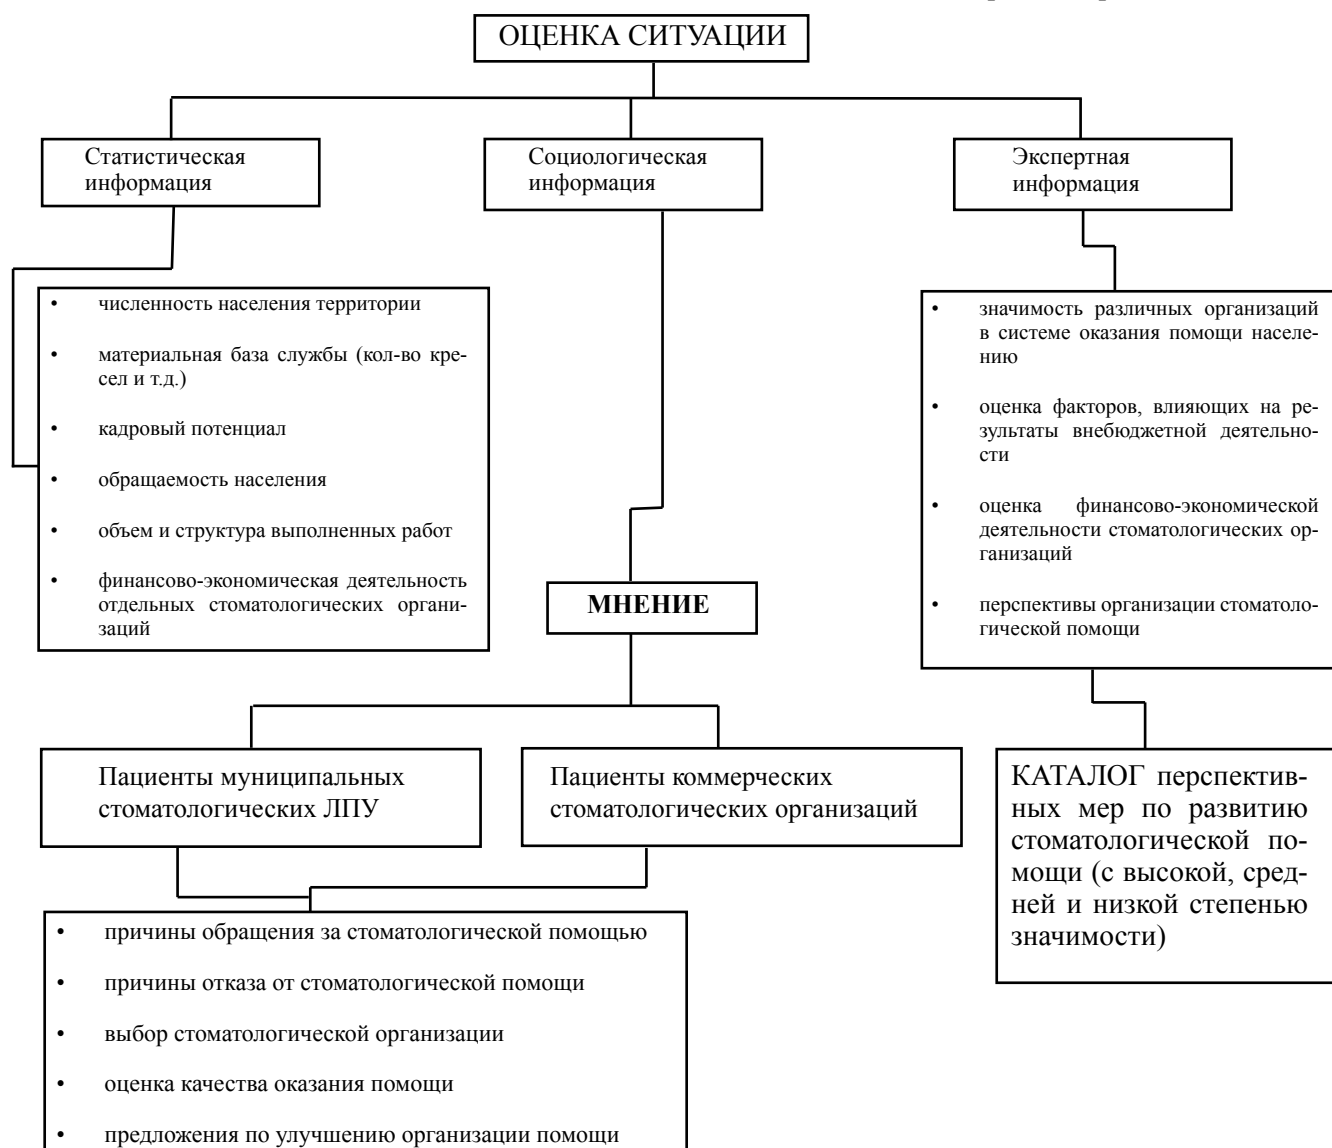 ОЦЕНКА СИТУАЦИИ
Статистическая
информация
Социологическая
информация
Экспертная
информация
• численность населения территории
• материальная база службы (кол-во кре-
сел и т.д.)
• кадровый потенциал
• обращаемость населения
• объем и структура выполненных работ
• финансово-экономическая деятельность
отдельных стоматологических органи-
заций
• значимость различных организаций
в системе оказания помощи населе-
нию
• оценка факторов, влияющих на ре-
зультаты внебюджетной деятельно-
сти
• оценка финансово-экономической
деятельности стоматологических ор-
ганизаций
• перспективы организации стоматоло-
гической помощи
МНЕНИЕ
Пациенты муниципальных
стоматологических ЛПУ
Пациенты коммерческих
стоматологических организаций
КАТАЛОГ перспектив-
ных мер по развитию
стоматологической по-
мощи (с высокой, сред-
ней и низкой степенью
значимости)
• причины обращения за стоматологической помощью
• причины отказа от стоматологической помощи
• выбор стоматологической организации
• оценка качества оказания помощи
• предложения по улучшению организации помощи